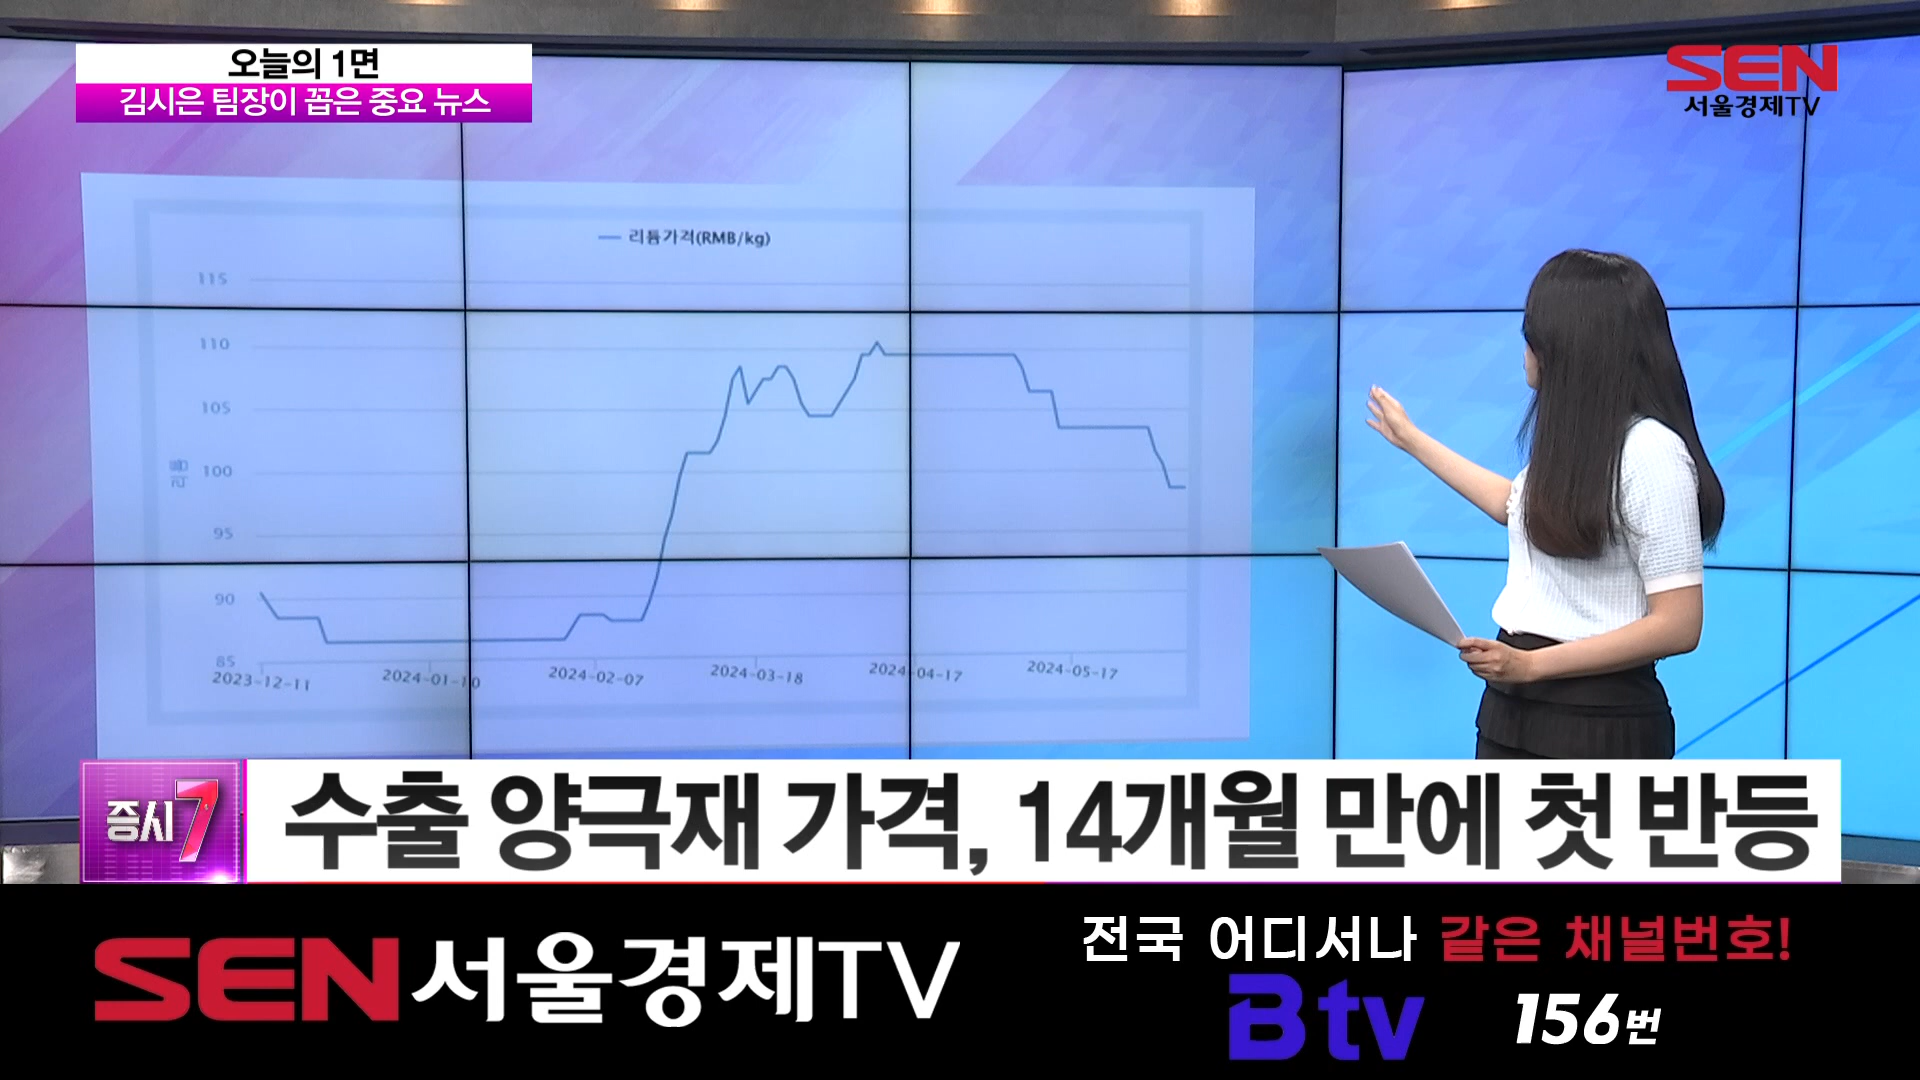 오늘의 1면
김시은 팀장이 꼽은 중요 뉴스
SEN
서울경제TV
리튬가격(RMB/kg)
115
110
105
100
95
90
85
리튬
2023-12-11
2024-01-10
2024-02-07
2024-03-18
2024-04-17
2024-05-17
증시7
수출 양극재 가격, 14개월 만에 첫 반등
SEN서울경제TV
전국 어디서나 같은 채널번호!
B tv
156번